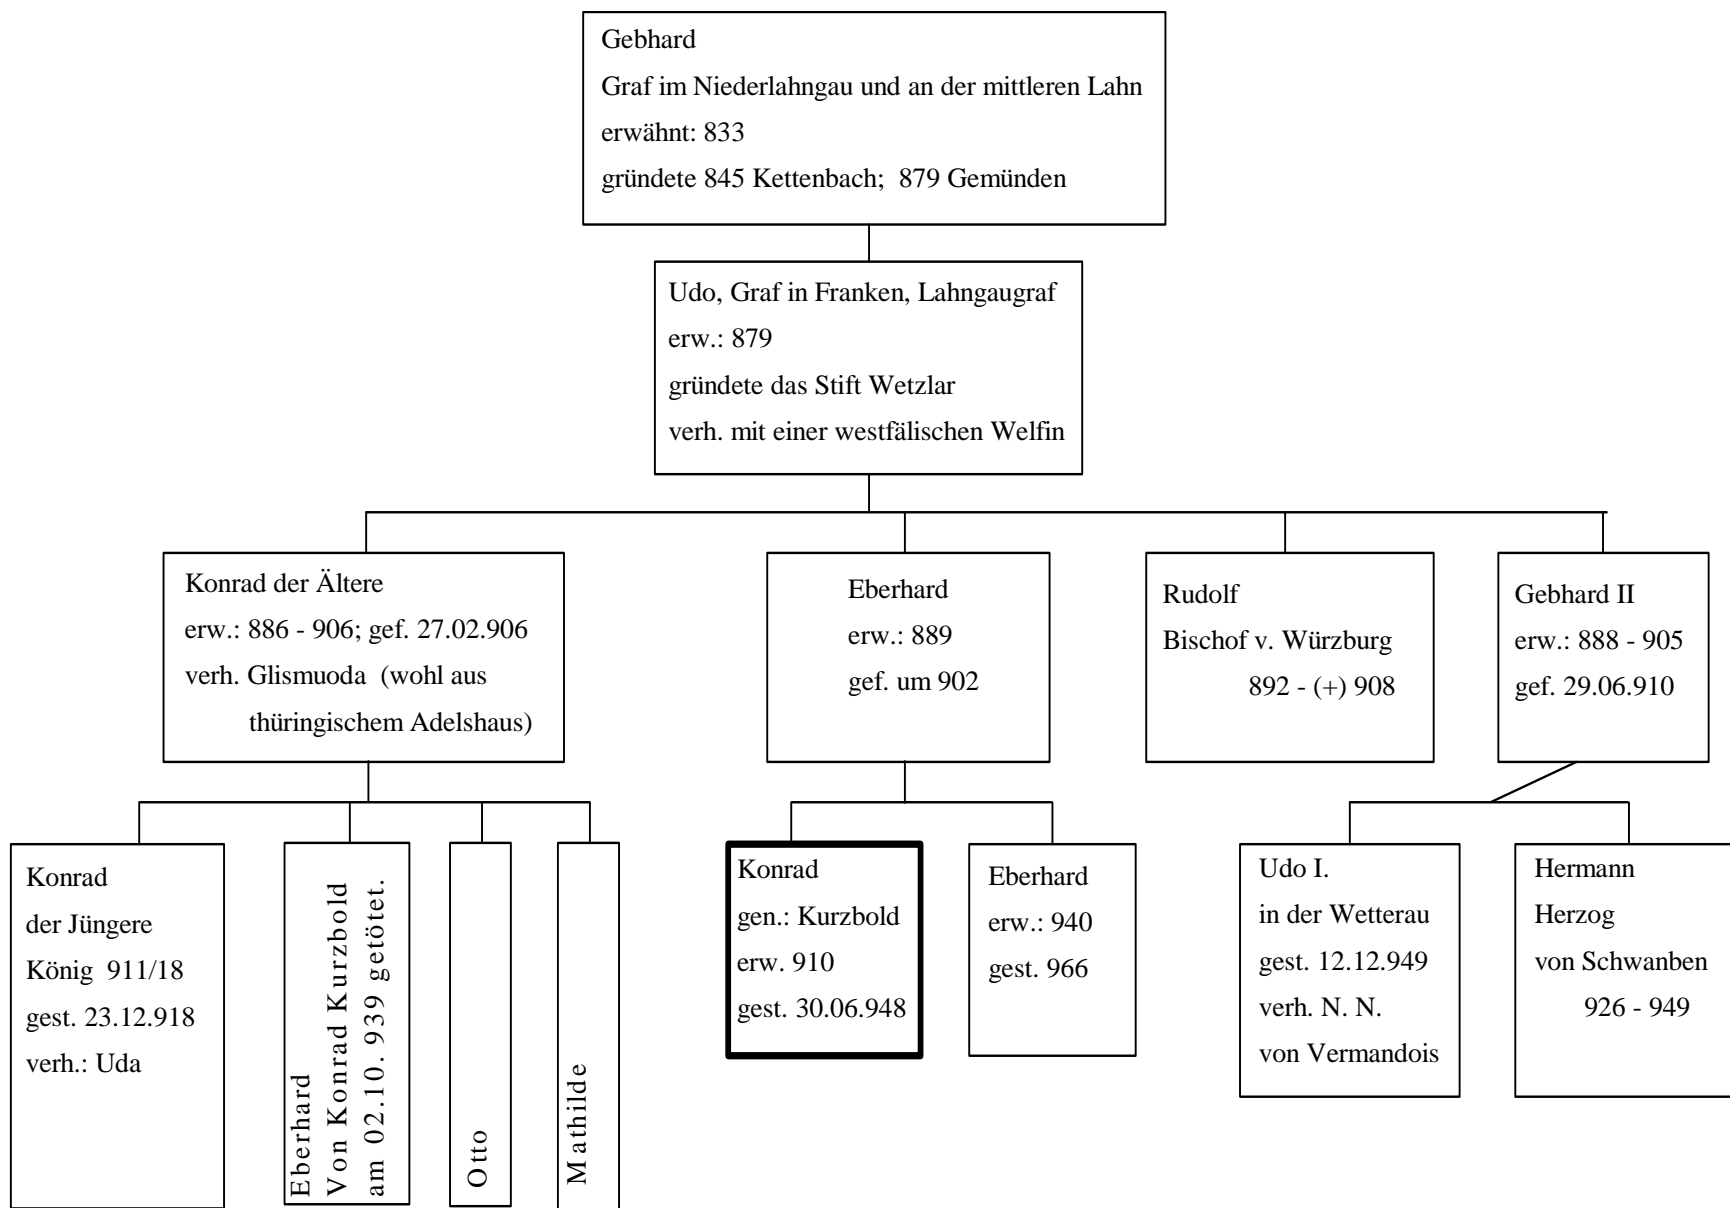 Gebhard
Graf im Niederlahngau und an der mittleren Lahn
erwähnt: 833
gründete 845 Kettenbach;  879 Gemünden
Udo, Graf in Franken, Lahngaugraf
erw.: 879
gründete das Stift Wetzlar
verh. mit einer westfälischen Welfin
Konrad der Ältere
erw.: 886 - 906; gef. 27.02.906
verh. Glismuoda  (wohl aus
thüringischem Adelshaus)
Eberhard
erw.: 889
gef. um 902
Rudolf
Bischof v. Würzburg
892 - (+) 908
Gebhard II
erw.: 888 - 905
gef. 29.06.910
Konrad
der Jüngere
König  911/18
gest. 23.12.918
verh.: Uda
Eberhard
Von Konrad Kurzbold
am 02.10. 939 getötet.
Otto
Mathilde
Konrad
gen.: Kurzbold
erw. 910
gest. 30.06.948
Eberhard
erw.: 940
gest. 966
Udo I.
in der Wetterau
gest. 12.12.949
verh. N. N.
von Vermandois
Hermann
Herzog
von Schwanben
926 - 949